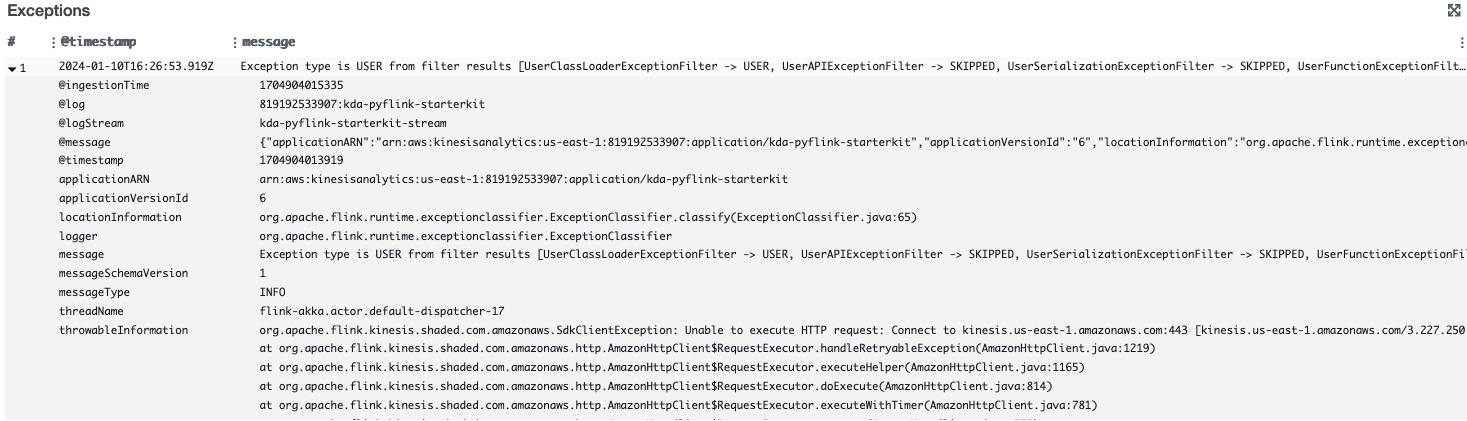 Exceptions
# @timestamp message
1 2024-01-10T16:26:53.919Z Exception type is USER from filter results [UserClassLoaderExceptionFilter -> USER, UserAPIExceptionFilter -> SKIPPED, UserSerializationExceptionFilter -> SKIPPED, UserFunctionExceptionFilt…
@ingestionTime 1704904015335
@log 819192533907:kda-pyflink-starterkit
@logStream kda-pyflink-starterkit-stream
@message {"applicationARN":"arn:aws:kinesisanalytics:us-east-1:819192533907:application/kda-pyflink-starterkit","applicationVersionId":"6","locationInformation":"org.apache.flink.runtime.exceptionc
@timestamp 1704904013919
applicationARN arn:aws:kinesisanalytics:us-east-1:819192533907:application/kda-pyflink-starterkit
applicationVersionId 6
locationInformation org.apache.flink.runtime.exceptionclassifier.ExceptionClassifier.classify(ExceptionClassifier.java:65)
logger org.apache.flink.runtime.exceptionclassifier.ExceptionClassifier
message Exception type is USER from filter results [UserClassLoaderExceptionFilter -> USER, UserAPIExceptionFilter -> SKIPPED, UserSerializationExceptionFilter -> SKIPPED, UserFunctionExceptionFil
messageSchemaVersion 1
messageType INFO
threadName flink-akka.actor.default-dispatcher-17
throwableInformation org.apache.flink.kinesis.shaded.com.amazonaws.SdkClientException: Unable to execute HTTP request: Connect to kinesis.us-east-1.amazonaws.com:443 [kinesis.us-east-1.amazonaws.com/3.227.250
at org.apache.flink.kinesis.shaded.com.amazonaws.http.AmazonHttpClient$RequestExecutor.handleRetryableException(AmazonHttpClient.java:1219)
at org.apache.flink.kinesis.shaded.com.amazonaws.http.AmazonHttpClient$RequestExecutor.executeHelper(AmazonHttpClient.java:1165)
at org.apache.flink.kinesis.shaded.com.amazonaws.http.AmazonHttpClient$RequestExecutor.doExecute(AmazonHttpClient.java:814)
at org.apache.flink.kinesis.shaded.com.amazonaws.http.AmazonHttpClient$RequestExecutor.executeWithTimer(AmazonHttpClient.java:781)